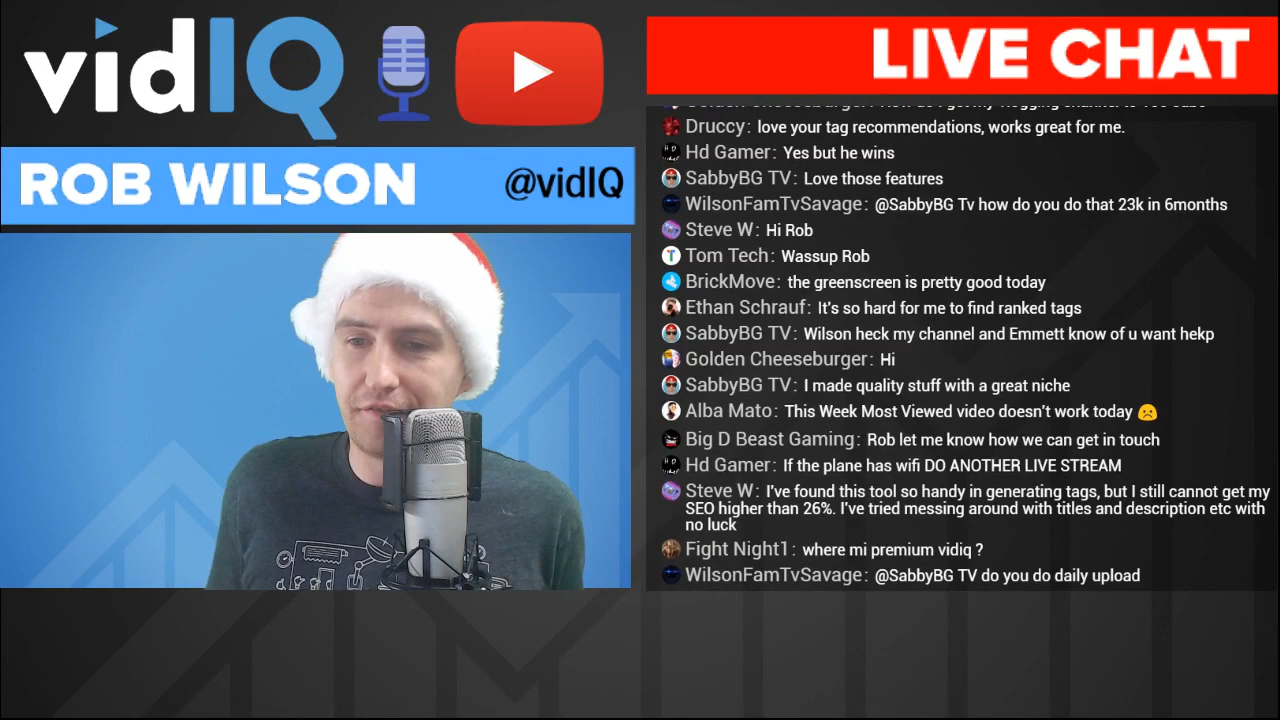 vidIQ
LIVE CHAT
ROB WILSON
@vidIQ
Druccy: love your tag recommendations, works great for me.
Hd Gamer: Yes but he wins
SabbyBG TV: Love those features
WilsonFamTvSavage: @SabbyBG Tv how do you do that 23k in 6months
Steve W: Hi Rob
Tom Tech: Wassup Rob
BrickMove: the greenscreen is pretty good today
Ethan Schrauf: It's so hard for me to find ranked tags
SabbyBG TV: Wilson heck my channel and Emmett know of u want hekp
Golden Cheeseburger: Hi
SabbyBG TV: I made quality stuff with a great niche
Alba Mato: This Week Most Viewed video doesn't work today
Big D Beast Gaming: Rob let me know how we can get in touch
Hd Gamer: If the plane has wifi DO ANOTHER LIVE STREAM
Steve W: I've found this tool so handy in generating tags, but I still cannot get my
SEO higher than 26%. I've tried messing around with titles and description etc with
no luck
Fight Night1: where mi premium vidiq ?
WilsonFamTvSavage: @SabbyBG TV do you do daily upload